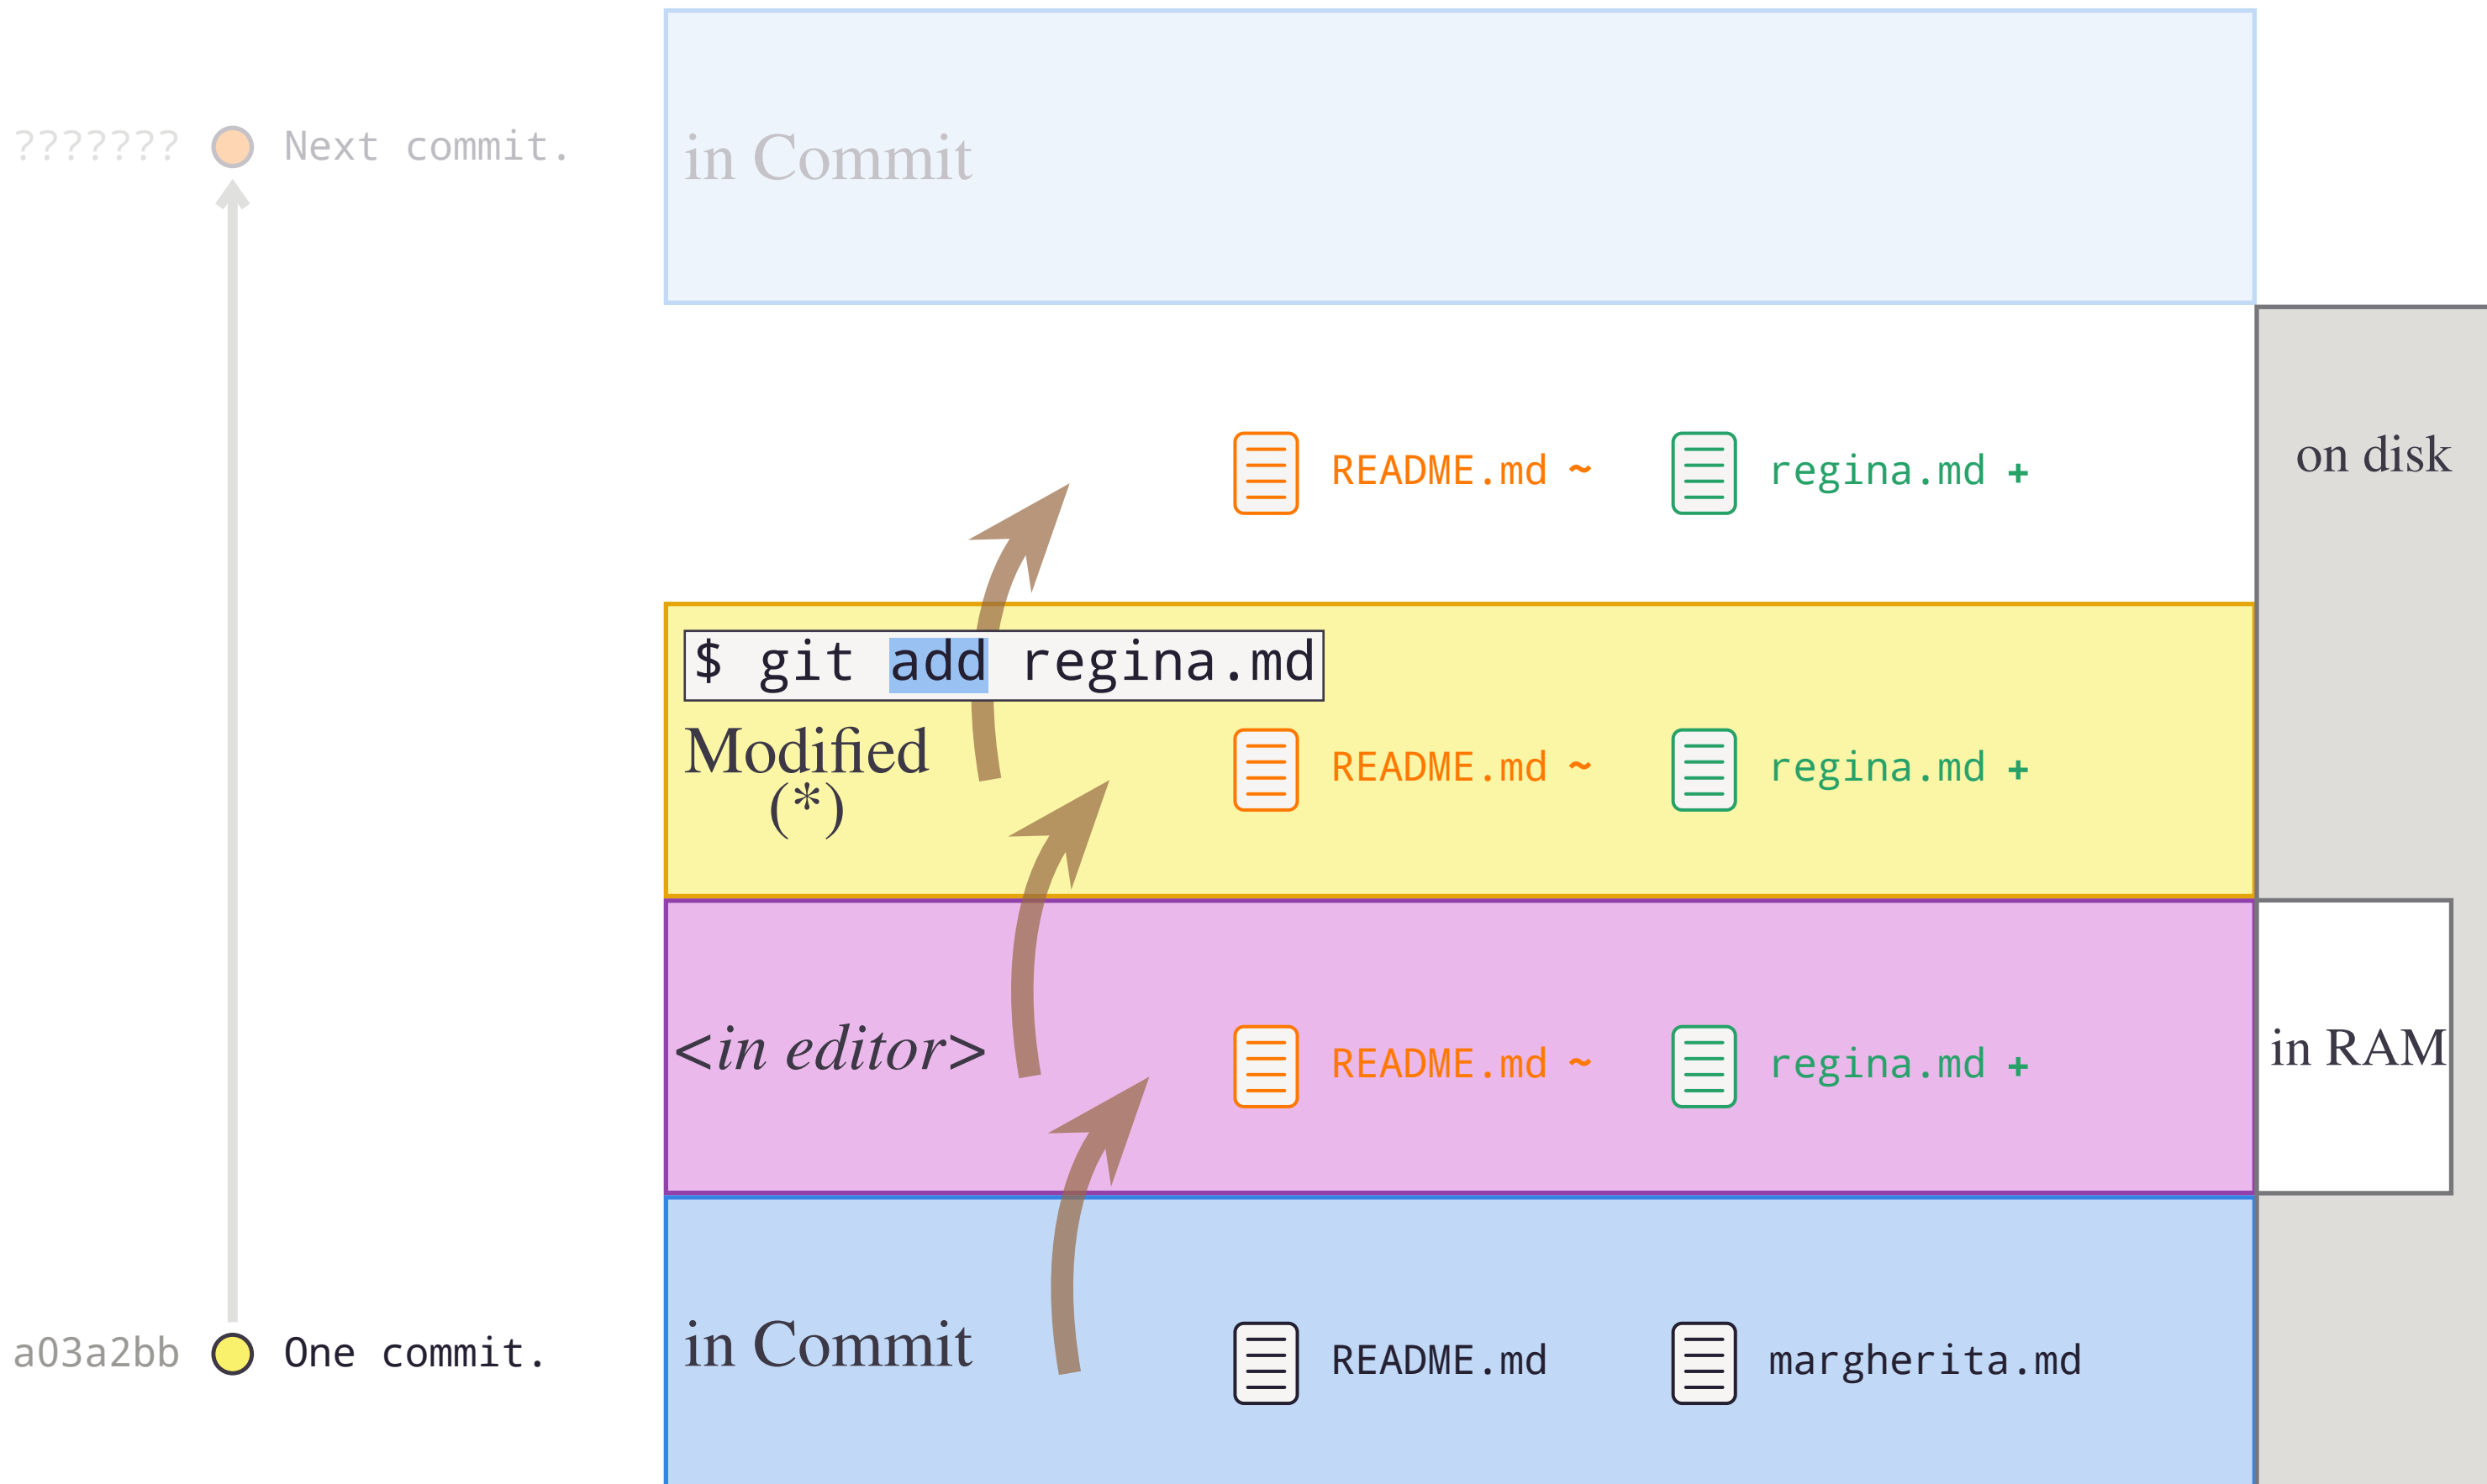 ??????? Next commit.
in Commit
README.md ~ regina.md +
on disk
$ git add regina.md
Modified
(*)
README.md ~ regina.md +
<in editor>
README.md ~ regina.md +
in RAM
a03a2bb One commit.
in Commit
README.md margherita.md